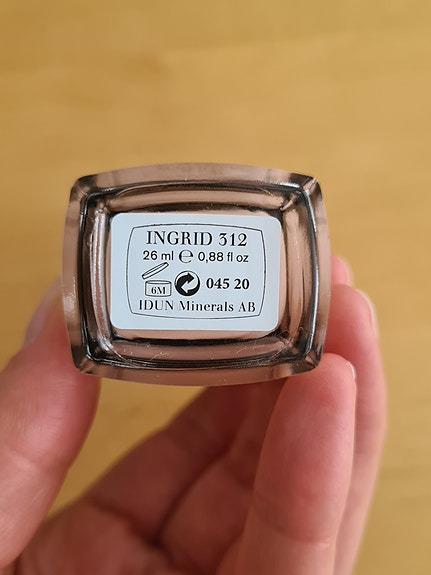 INGRID 312
26 ml ℮ 0,88 fl oz
6M 045 20
IDUN Minerals AB